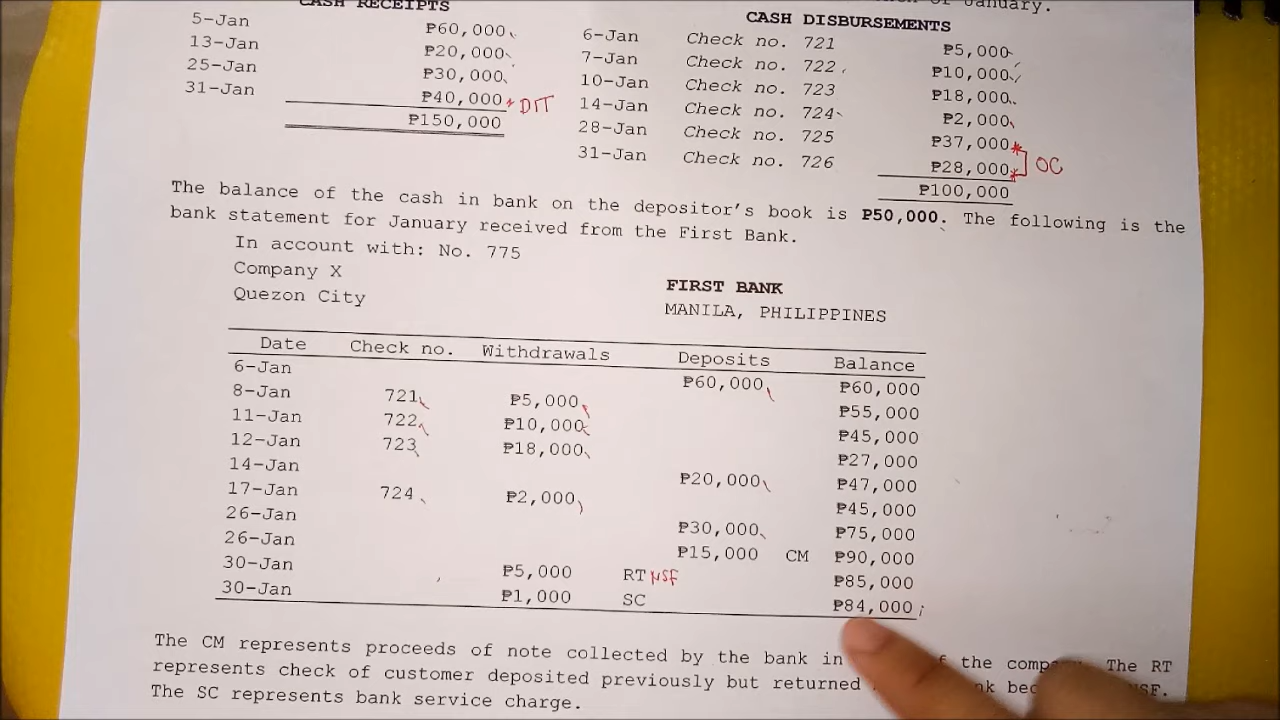 January.
CASH RECEIPTS
CASH DISBURSEMENTS
5-Jan ₱60,000
13-Jan ₱20,000
25-Jan ₱30,000
31-Jan ₱40,000 * DIT
₱150,000
6-Jan Check no. 721 ₱5,000
7-Jan Check no. 722 ₱10,000
10-Jan Check no. 723 ₱18,000
14-Jan Check no. 724 ₱2,000
28-Jan Check no. 725 ₱37,000 *
31-Jan Check no. 726 ₱28,000 * OC
₱100,000
The balance of the cash in bank on the depositor's book is ₱50,000. The following is the
bank statement for January received from the First Bank.
In account with: No. 775
Company X
Quezon City
FIRST BANK
MANILA, PHILIPPINES
Date Check no. Withdrawals Deposits Balance
6-Jan ₱60,000 ₱60,000
8-Jan 721 ₱5,000 ₱55,000
11-Jan 722 ₱10,000 ₱45,000
12-Jan 723 ₱18,000 ₱27,000
14-Jan ₱20,000 ₱47,000
17-Jan 724 ₱2,000 ₱45,000
26-Jan ₱30,000 ₱75,000
26-Jan ₱15,000 CM ₱90,000
30-Jan ₱5,000 RT NSF ₱85,000
30-Jan ₱1,000 SC ₱84,000
The CM represents proceeds of note collected by the bank in of the company. The RT
represents check of customer deposited previously but returned NSF.
The SC represents bank service charge.